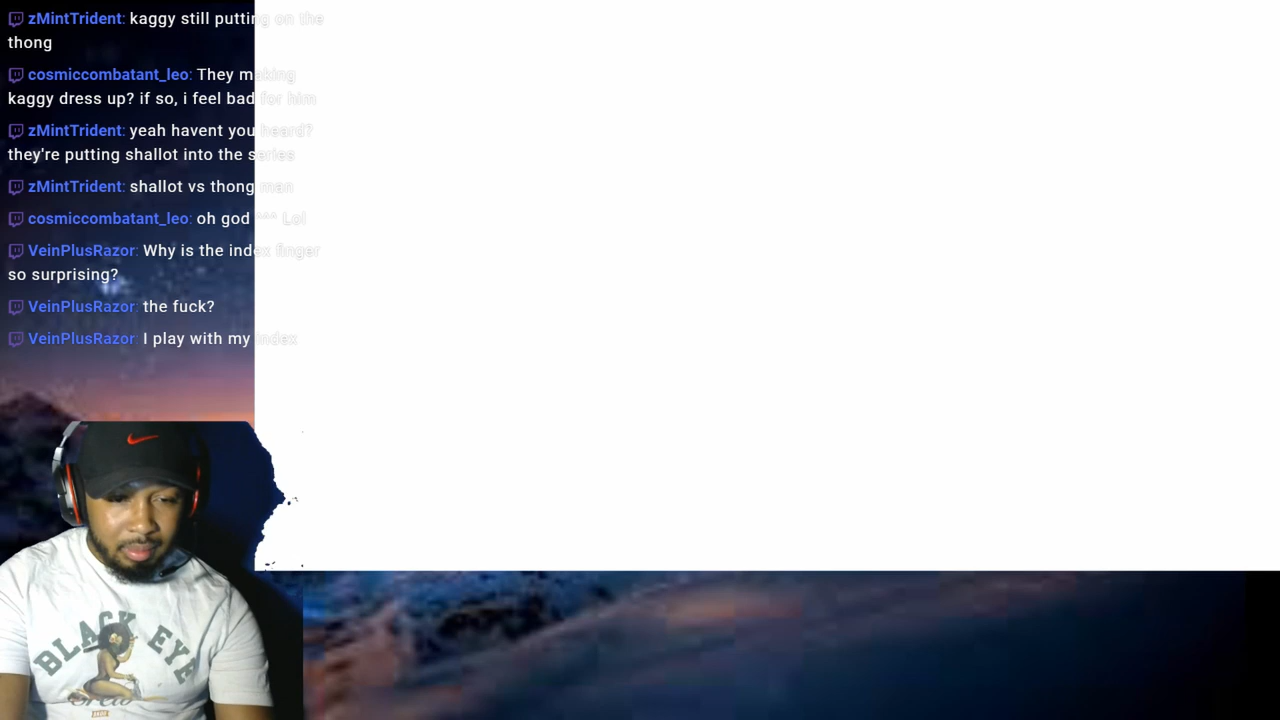 zMintTrident: kaggy still putting on the
thong
cosmiccombatant_leo: They making
kaggy dress up? if so, i feel bad for him
zMintTrident: yeah havent you heard?
they're putting shallot into the series
zMintTrident: shallot vs thong man
cosmiccombatant_leo: oh god ^^^ Lol
VeinPlusRazor: Why is the index finger
so surprising?
VeinPlusRazor: the fuck?
VeinPlusRazor: I play with my index
BLACK EYE
Crew